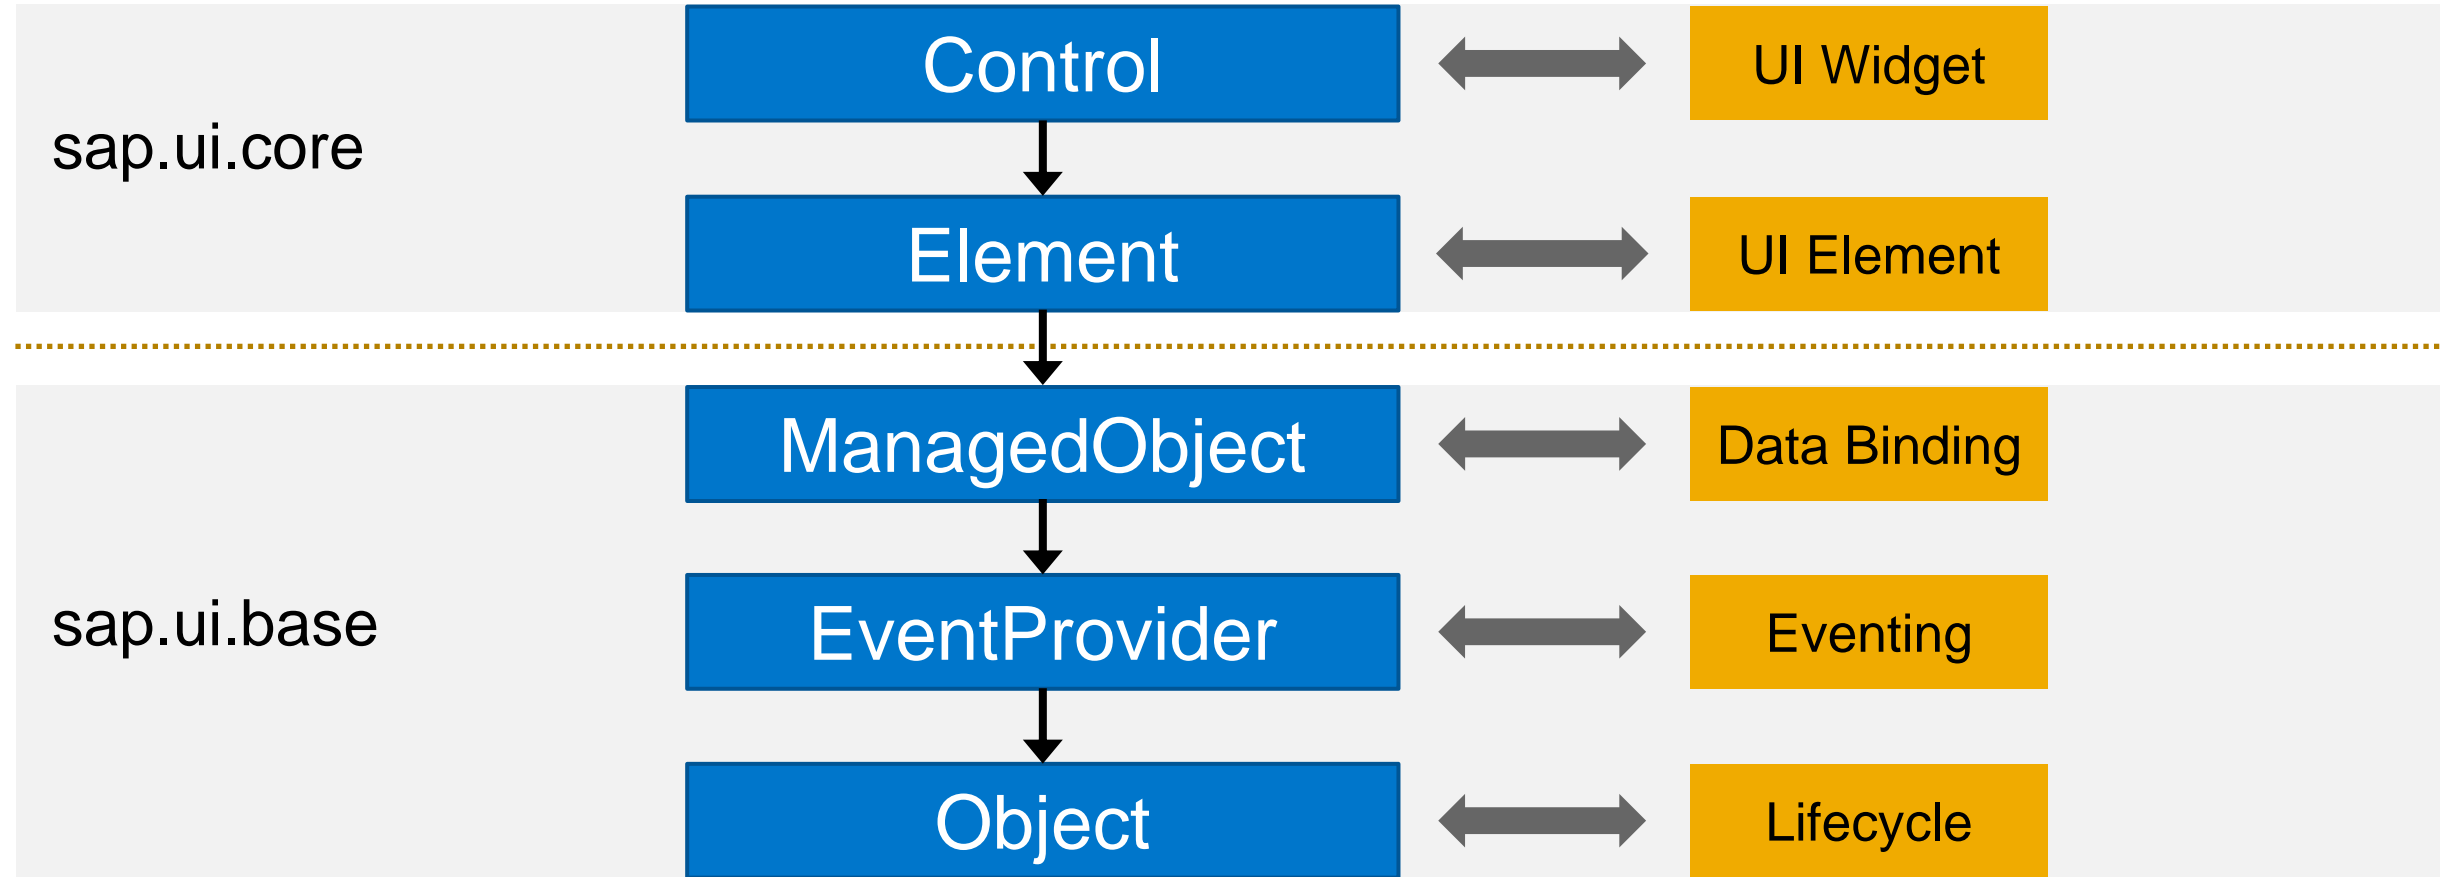 sap.ui.core
Control
UI Widget
Element
UI Element
sap.ui.base
ManagedObject
Data Binding
EventProvider
Eventing
Object
Lifecycle